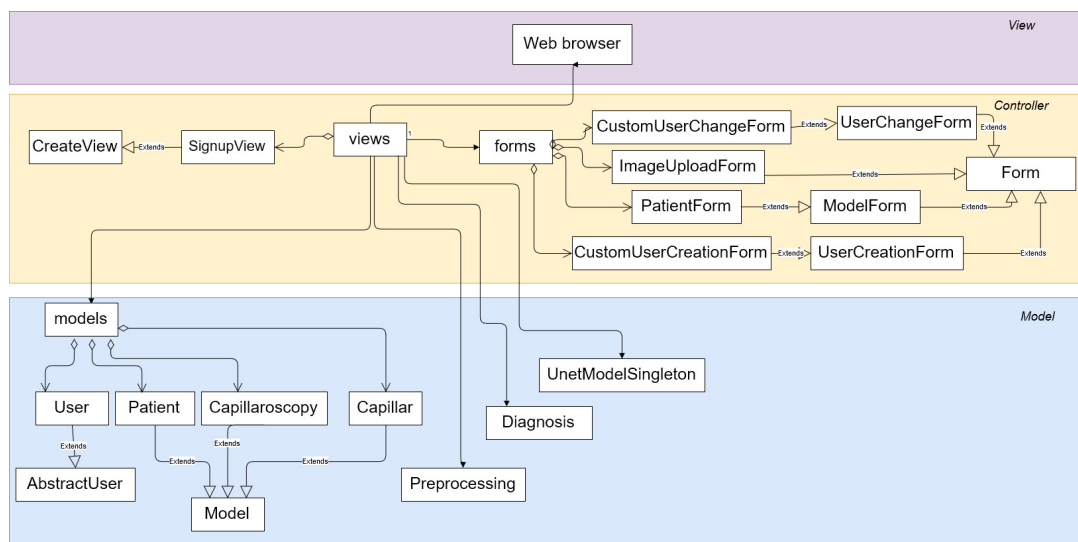 View
Web browser
Controller
CreateView
Extends
SignupView
views
1
forms
CustomUserChangeForm
Extends
UserChangeForm
Extends
ImageUploadForm
Extends
Form
PatientForm
Extends
ModelForm
Extends
CustomUserCreationForm
Extends
UserCreationForm
Extends
Model
models
UnetModelSingleton
User
Patient
Capillaroscopy
Capillar
Diagnosis
Extends
Extends
Extends
Extends
AbstractUser
Model
Preprocessing